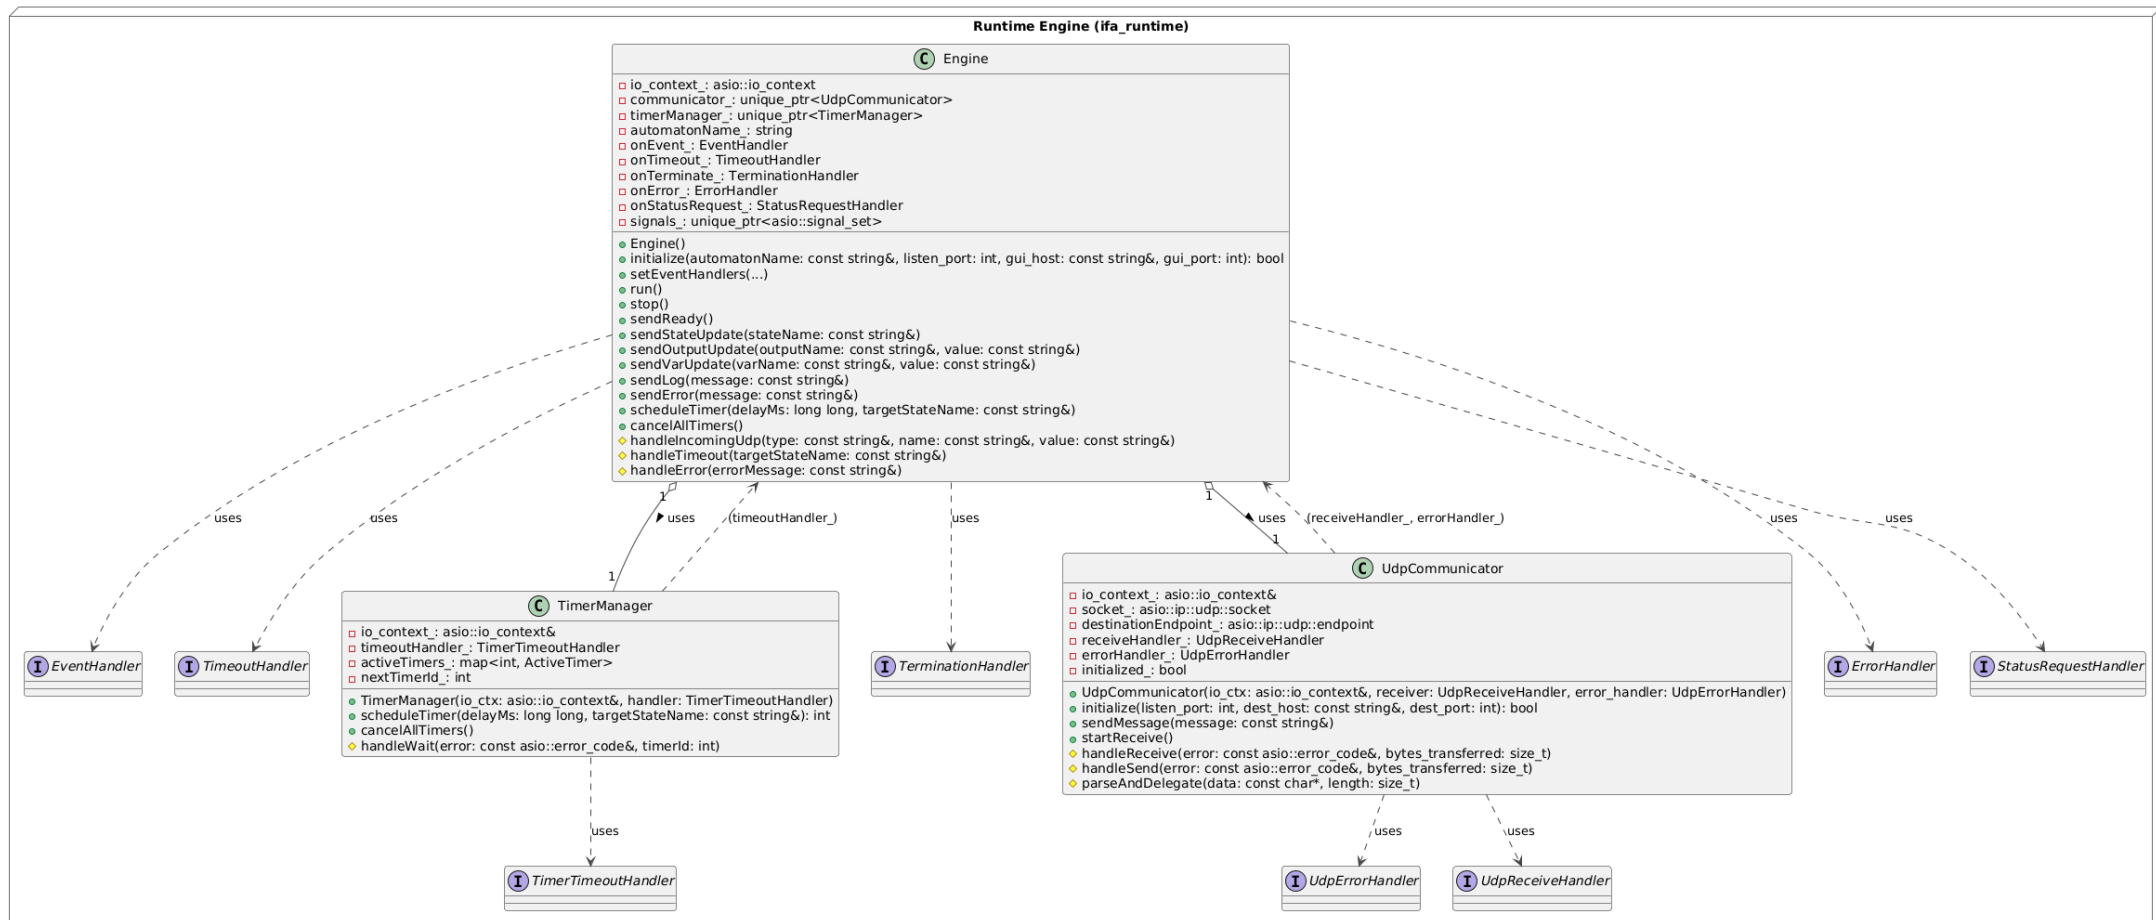 Runtime Engine (ifa_runtime)
C Engine
io_context_: asio::io_context
communicator_: unique_ptr<UdpCommunicator>
timerManager_: unique_ptr<TimerManager>
automatonName_: string
onEvent_: EventHandler
onTimeout_: TimeoutHandler
onTerminate_: TerminationHandler
onError_: ErrorHandler
onStatusRequest_: StatusRequestHandler
signals_: unique_ptr<asio::signal_set>
Engine()
initialize(automatonName: const string&, listen_port: int, gui_host: const string&, gui_port: int): bool
setEventHandlers(...)
run()
stop()
sendReady()
sendStateUpdate(stateName: const string&)
sendOutputUpdate(outputName: const string&, value: const string&)
sendVarUpdate(varName: const string&, value: const string&)
sendLog(message: const string&)
sendError(message: const string&)
scheduleTimer(delayMs: long long, targetStateName: const string&)
cancelAllTimers()
handleIncomingUdp(type: const string&, name: const string&, value: const string&)
handleTimeout(targetStateName: const string&)
handleError(errorMessage: const string&)
1
1
uses
uses
uses
(timeoutHandler_)
uses
uses
(receiveHandler_, errorHandler_)
uses
uses
1
1
C TimerManager
io_context_: asio::io_context&
timeoutHandler_: TimerTimeoutHandler
activeTimers_: map<int, ActiveTimer>
nextTimerId_: int
TimerManager(io_ctx: asio::io_context&, handler: TimerTimeoutHandler)
scheduleTimer(delayMs: long long, targetStateName: const string&): int
cancelAllTimers()
handleWait(error: const asio::error_code&, timerId: int)
C UdpCommunicator
io_context_: asio::io_context&
socket_: asio::ip::udp::socket
destinationEndpoint_: asio::ip::udp::endpoint
receiveHandler_: UdpReceiveHandler
errorHandler_: UdpErrorHandler
initialized_: bool
UdpCommunicator(io_ctx: asio::io_context&, receiver: UdpReceiveHandler, error_handler: UdpErrorHandler)
initialize(listen_port: int, dest_host: const string&, dest_port: int): bool
sendMessage(message: const string&)
startReceive()
handleReceive(error: const asio::error_code&, bytes_transferred: size_t)
handleSend(error: const asio::error_code&, bytes_transferred: size_t)
parseAndDelegate(data: const char*, length: size_t)
I EventHandler
I TimeoutHandler
I TerminationHandler
I ErrorHandler
I StatusRequestHandler
uses
uses
uses
I TimerTimeoutHandler
I UdpErrorHandler
I UdpReceiveHandler